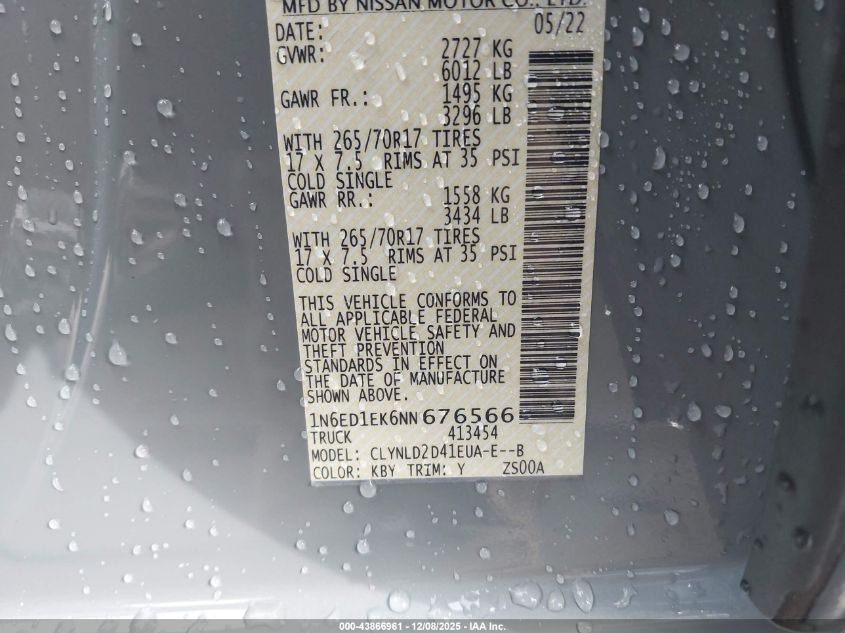 MFD BY NISSAN MOTOR CO., LTD.
DATE: 05/22
GVWR: 2727 KG
6012 LB
GAWR FR.: 1495 KG
3296 LB
WITH 265/70R17 TIRES
17 X 7.5 RIMS AT 35 PSI
COLD SINGLE
GAWR RR.: 1558 KG
3434 LB
WITH 265/70R17 TIRES
17 X 7.5 RIMS AT 35 PSI
COLD SINGLE
THIS VEHICLE CONFORMS TO
ALL APPLICABLE FEDERAL
MOTOR VEHICLE SAFETY AND
THEFT PREVENTION
STANDARDS IN EFFECT ON
THE DATE OF MANUFACTURE
SHOWN ABOVE.
1N6ED1EK6NN676566
TRUCK 413454
MODEL: CLYNLD2D41EUA-E--B
COLOR: KBY TRIM: Y ZS00A
000-43866961 - 12/08/2025 - IAA Inc.